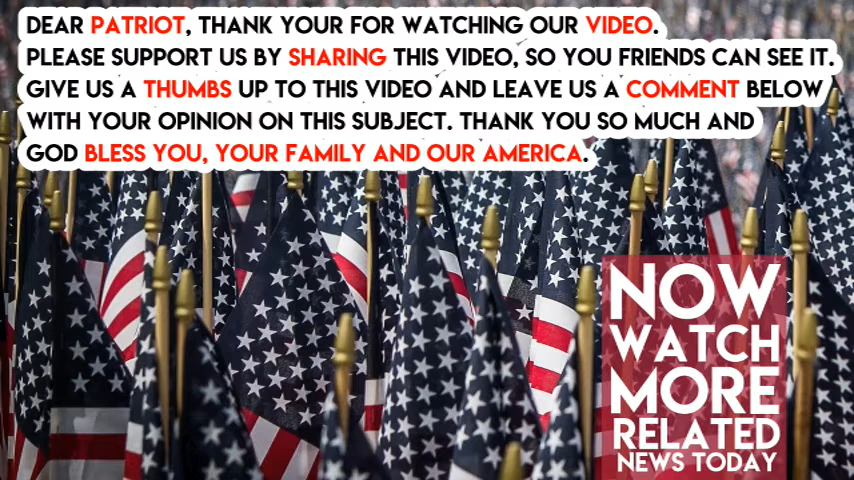 DEAR PATRIOT, THANK YOUR FOR WATCHING OUR VIDEO.
PLEASE SUPPORT US BY SHARING THIS VIDEO, SO YOU FRIENDS CAN SEE IT.
GIVE US A THUMBS UP TO THIS VIDEO AND LEAVE US A COMMENT BELOW
WITH YOUR OPINION ON THIS SUBJECT. THANK YOU SO MUCH AND
GOD BLESS YOU, YOUR FAMILY AND OUR AMERICA.
NOW
WATCH
MORE
RELATED
NEWS TODAY